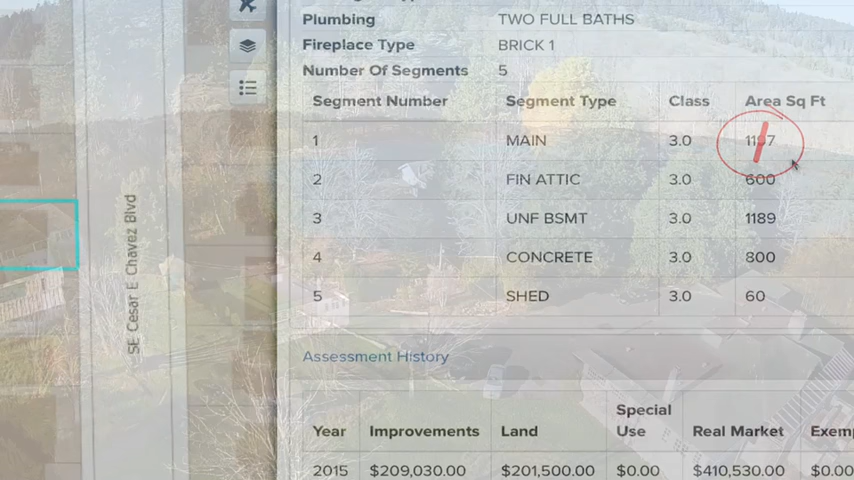 Plumbing TWO FULL BATHS
Fireplace Type BRICK 1
Number Of Segments 5
Segment Number Segment Type Class Area Sq Ft
1 MAIN 3.0
2 FIN ATTIC 3.0 600
3 UNF BSMT 3.0 1189
4 CONCRETE 3.0 800
5 SHED 3.0 60
SE Cesar E Chavez Blvd
Assessment History
Year Improvements Land Special Use Real Market
2015 $209,030.00 $201,500.00 $0.00 $410,530.00 $0.00